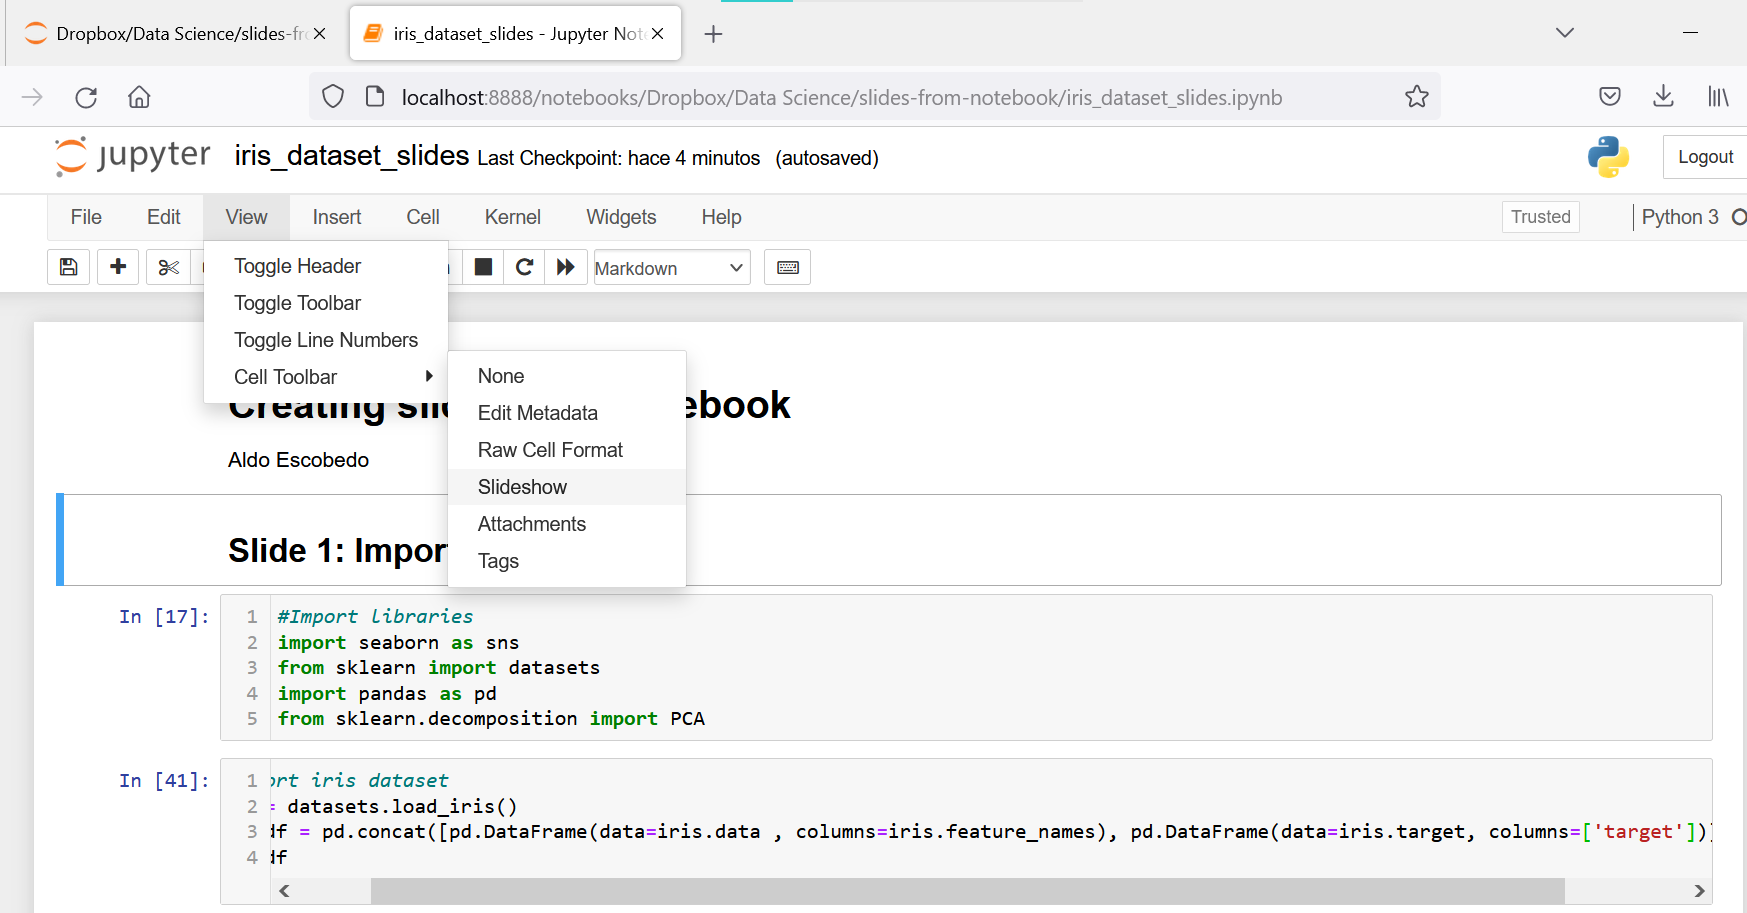 Dropbox/Data Science/slides-fr
iris_dataset_slides - Jupyter Note
localhost:8888/notebooks/Dropbox/Data Science/slides-from-notebook/iris_dataset_slides.ipynb
jupyter iris_dataset_slides Last Checkpoint: hace 4 minutos (autosaved)
Logout
File Edit View Insert Cell Kernel Widgets Help
Trusted
Python 3
Markdown
Toggle Header
Toggle Toolbar
Toggle Line Numbers
Cell Toolbar
None
Edit Metadata
Raw Cell Format
Slideshow
Attachments
Tags
Creating sli ebook
Aldo Escobedo
Slide 1: Impor
In [17]:
1 #Import libraries
2 import seaborn as sns
3 from sklearn import datasets
4 import pandas as pd
5 from sklearn.decomposition import PCA
In [41]:
1 ort iris dataset
2 = datasets.load_iris()
3 df = pd.concat([pd.DataFrame(data=iris.data , columns=iris.feature_names), pd.DataFrame(data=iris.target, columns=['target'])]
4 df